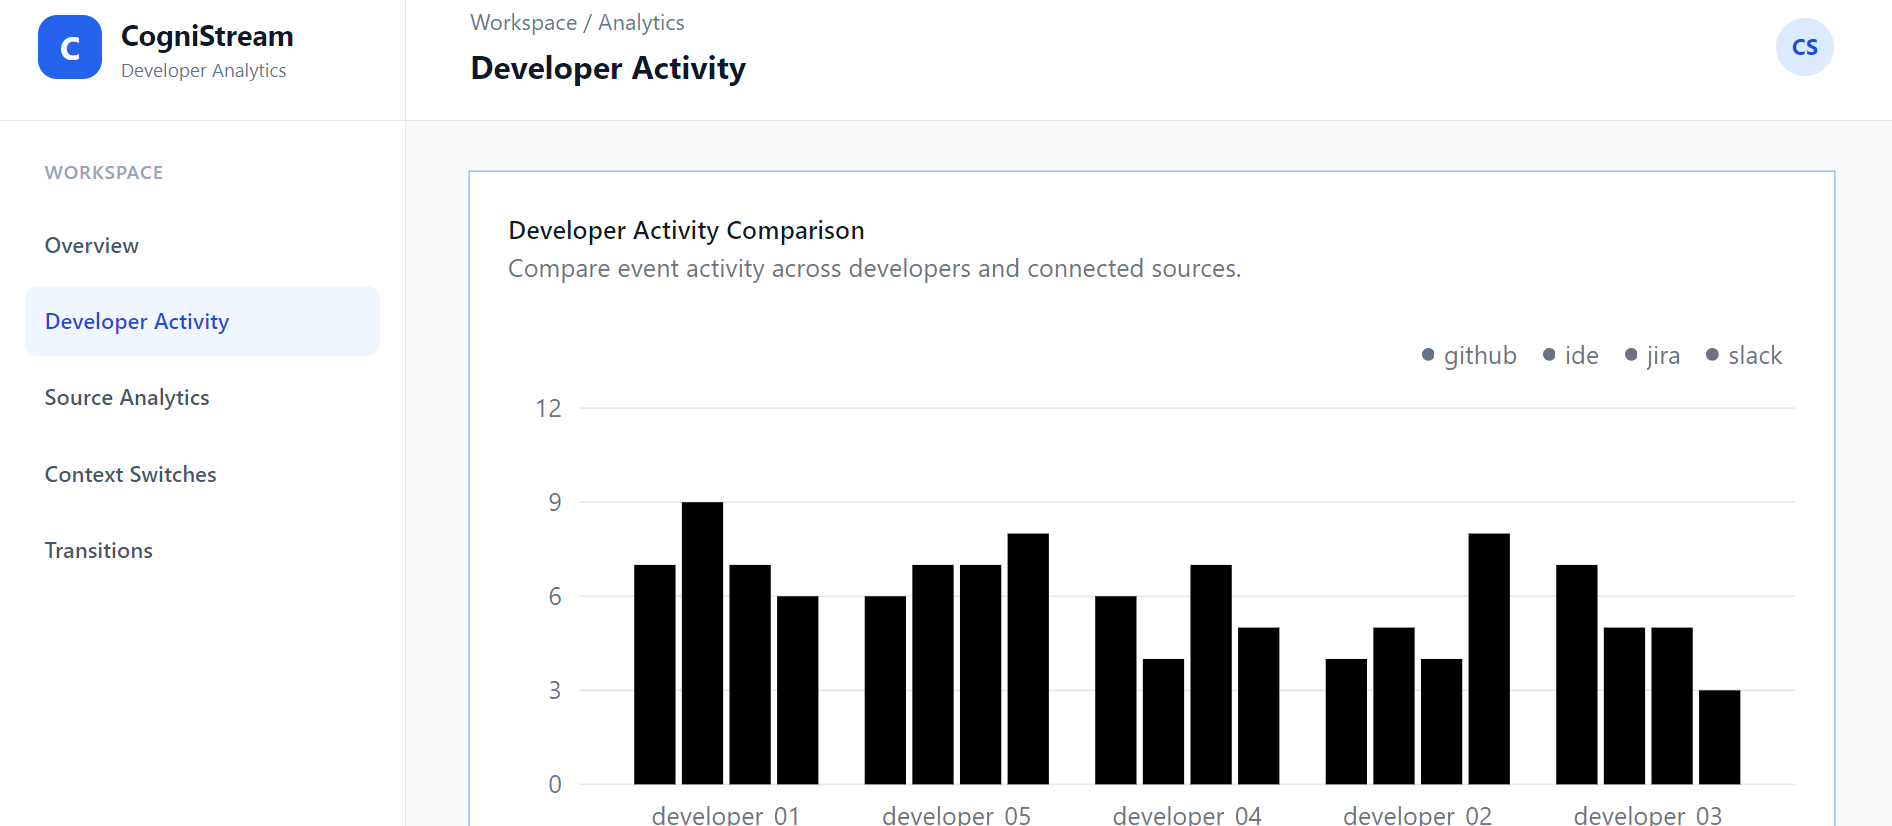 C
CogniStream
Developer Analytics
WORKSPACE
Overview
Developer Activity
Source Analytics
Context Switches
Transitions
Workspace / Analytics
Developer Activity
CS
Developer Activity Comparison
Compare event activity across developers and connected sources.
github ide jira slack
12
9
6
3
0
developer_01 developer_05 developer_04 developer_02 developer_03